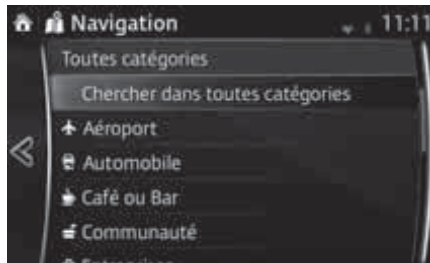 Navigation 11:11
Toutes catégories
Chercher dans toutes catégories
Aéroport
Automobile
Café ou Bar
Communauté